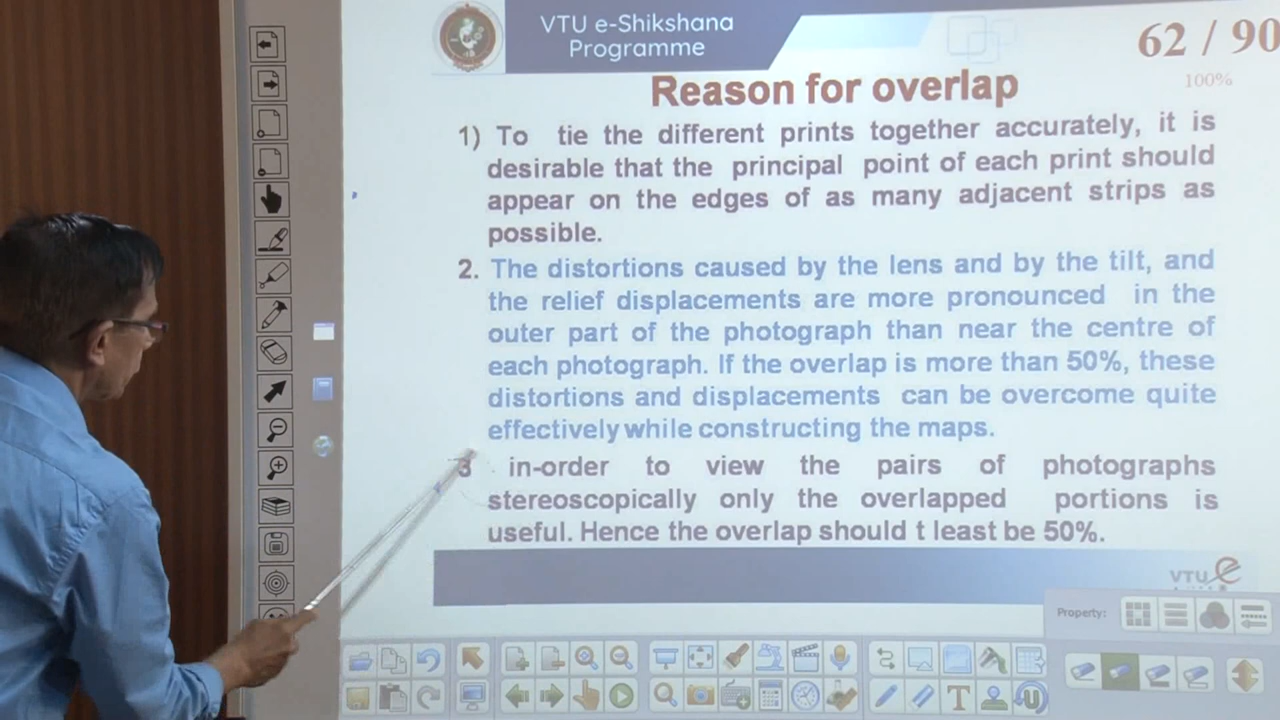 VTU e-Shikshana
Programme
62 / 90
100%
Reason for overlap
1) To tie the different prints together accurately, it is
desirable that the principal point of each print should
appear on the edges of as many adjacent strips as
possible.
2. The distortions caused by the lens and by the tilt, and
the relief displacements are more pronounced in the
outer part of the photograph than near the centre of
each photograph. If the overlap is more than 50%, these
distortions and displacements can be overcome quite
effectively while constructing the maps.
3 in-order to view the pairs of photographs
stereoscopically only the overlapped portions is
useful. Hence the overlap should t least be 50%.
VTU e
Property: